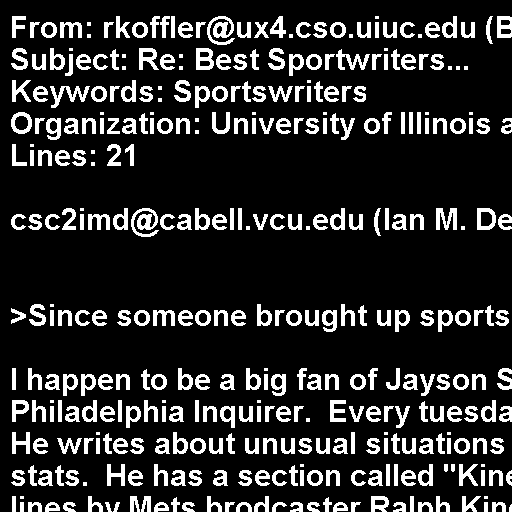 From: rkoffler@ux4.cso.uiuc.edu (B
Subject: Re: Best Sportwriters...
Keywords: Sportswriters
Organization: University of Illinois a
Lines: 21
csc2imd@cabell.vcu.edu (Ian M. De
>Since someone brought up sports
I happen to be a big fan of Jayson S
Philadelphia Inquirer.  Every tuesda
He writes about unusual situations
stats.  He has a section called "Kine
lines by Mets brodcaster Ralph Kine